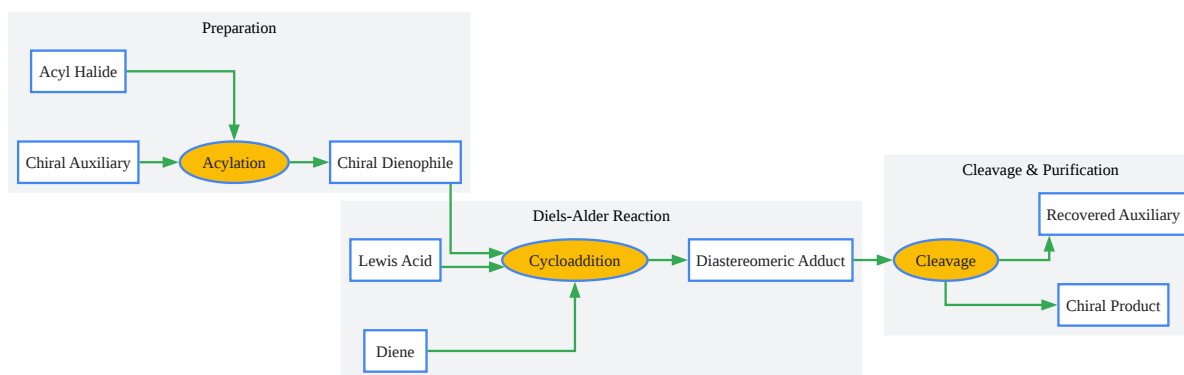 Preparation
Acyl Halide
Chiral Auxiliary
Acylation
Chiral Dienophile
Diels-Alder Reaction
Lewis Acid
Cycloaddition
Diastereomeric Adduct
Diene
Cleavage & Purification
Recovered Auxiliary
Cleavage
Chiral Product